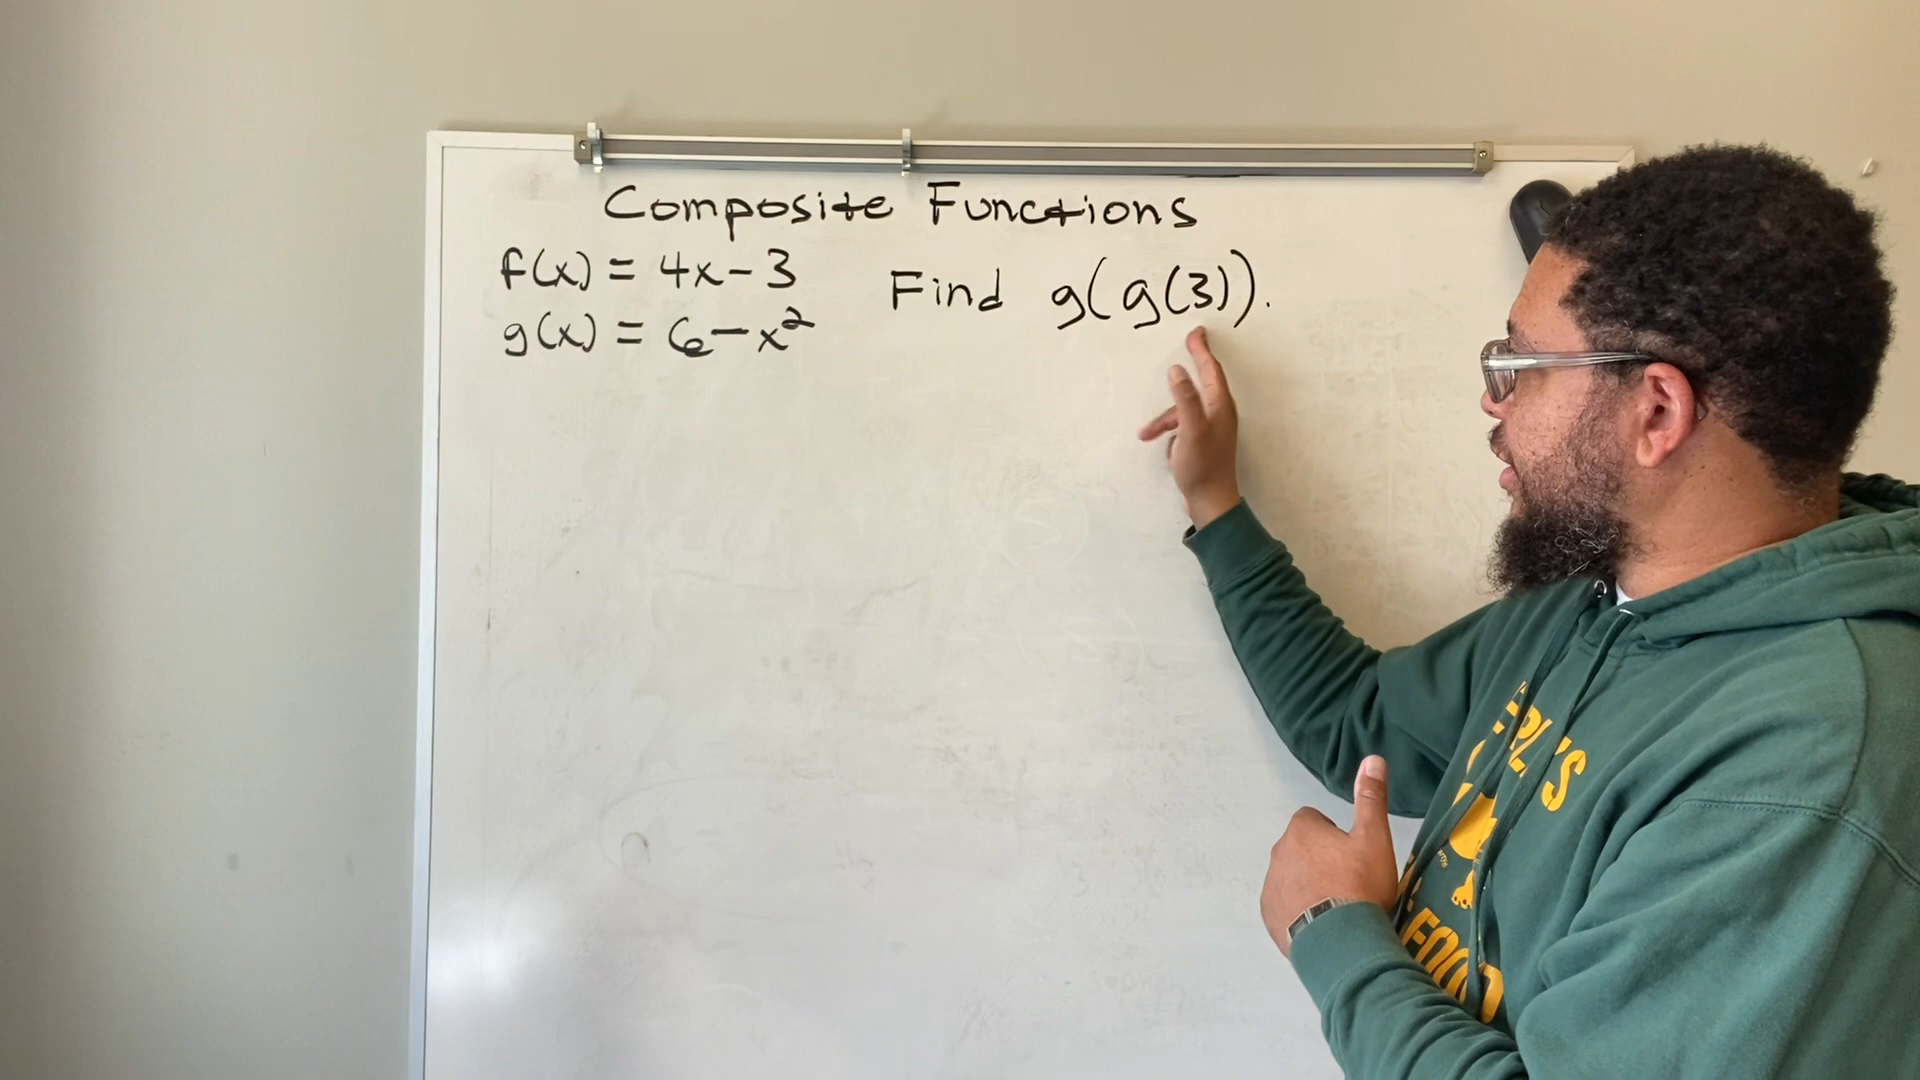 Composite Functions
f(x) = 4x - 3
g(x) = 6 - x²
Find g(g(3)).